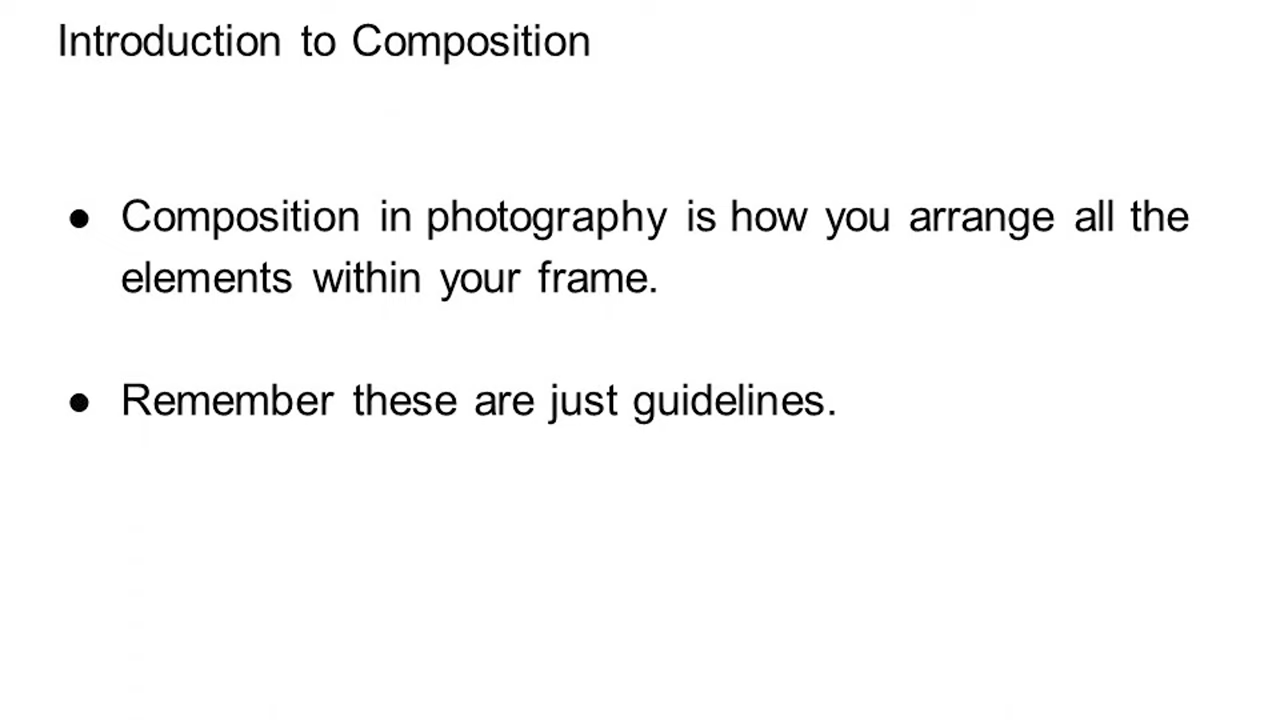 Introduction to Composition
● Composition in photography is how you arrange all the
elements within your frame.
● Remember these are just guidelines.